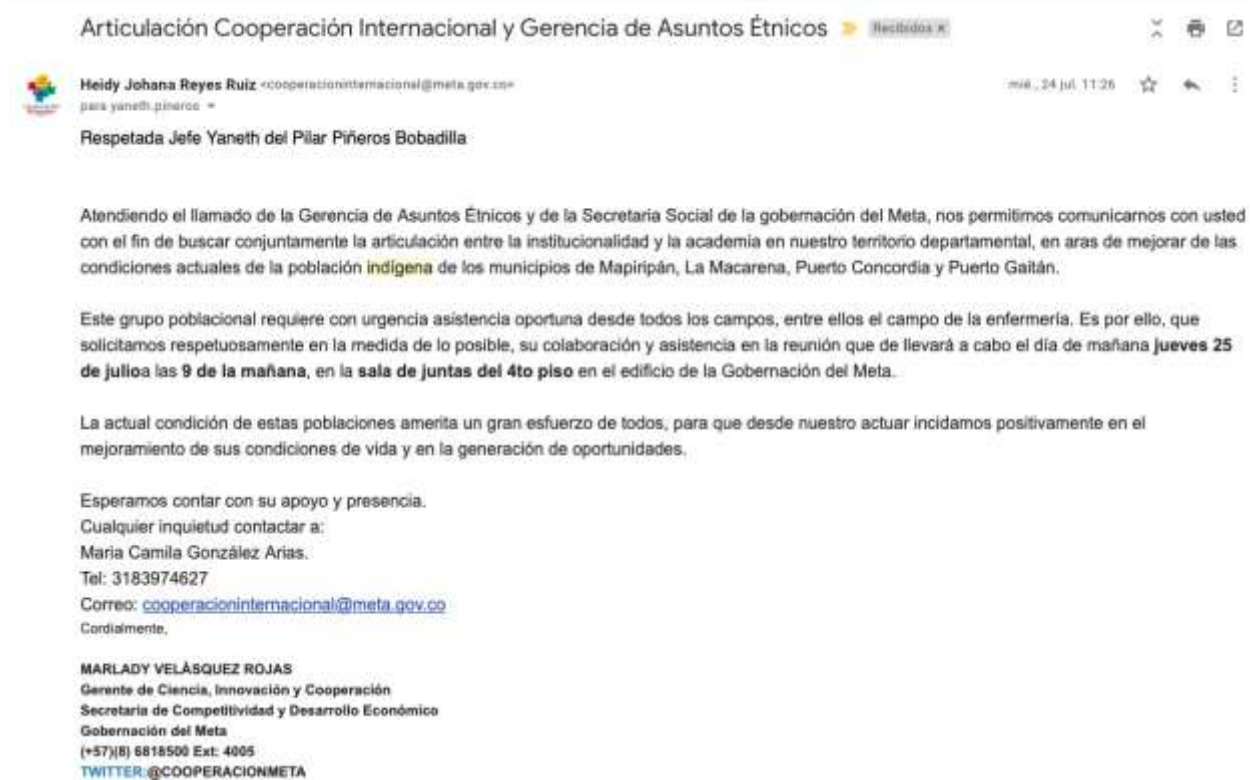 Articulación Cooperación Internacional y Gerencia de Asuntos Étnicos Recibidos x
Heidy Johana Reyes Ruiz <cooperacioninternacional@meta.gov.co> mié., 24 jul. 11:26
para yaneth.pineros
Respetada Jefe Yaneth del Pilar Piñeros Bobadilla
Atendiendo el llamado de la Gerencia de Asuntos Étnicos y de la Secretaria Social de la gobernación del Meta, nos permitimos comunicarnos con usted
con el fin de buscar conjuntamente la articulación entre la institucionalidad y la academia en nuestro territorio departamental, en aras de mejorar de las
condiciones actuales de la población indígena de los municipios de Mapiripán, La Macarena, Puerto Concordia y Puerto Gaitán.
Este grupo poblacional requiere con urgencia asistencia oportuna desde todos los campos, entre ellos el campo de la enfermería. Es por ello, que
solicitamos respetuosamente en la medida de lo posible, su colaboración y asistencia en la reunión que de llevará a cabo el día de mañana jueves 25
de julioa las 9 de la mañana, en la sala de juntas del 4to piso en el edificio de la Gobernación del Meta.
La actual condición de estas poblaciones amerita un gran esfuerzo de todos, para que desde nuestro actuar incidamos positivamente en el
mejoramiento de sus condiciones de vida y en la generación de oportunidades.
Esperamos contar con su apoyo y presencia.
Cualquier inquietud contactar a:
Maria Camila González Arias.
Tel: 3183974627
Correo: cooperacioninternacional@meta.gov.co
Cordialmente,
MARLADY VELÁSQUEZ ROJAS
Gerente de Ciencia, Innovación y Cooperación
Secretaria de Competitividad y Desarrollo Económico
Gobernación del Meta
(+57)(8) 6818500 Ext: 4005
TWITTER:@COOPERACIONMETA